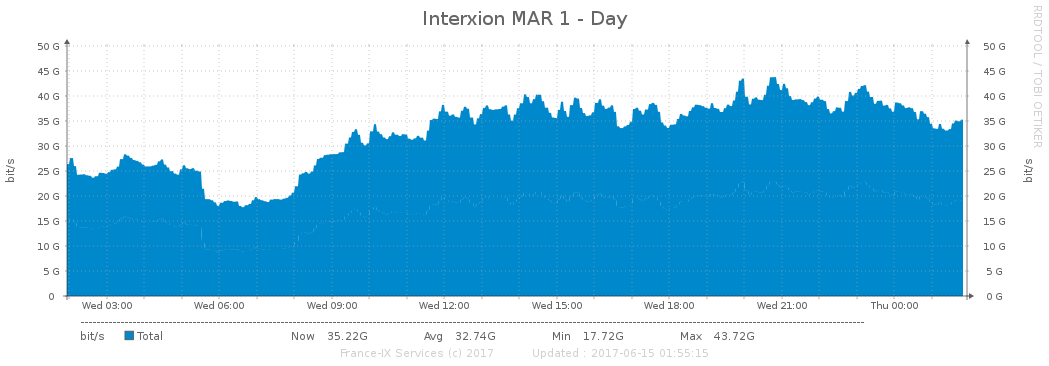 Interxion MAR 1 - Day
RRDTOOL / TOBI OETIKER
50 G 50 G
45 G 45 G
40 G 40 G
35 G 35 G
30 G 30 G
25 G 25 G
20 G 20 G
15 G 15 G
10 G 10 G
5 G 5 G
0 0 G
bit/s bit/s
Wed 03:00 Wed 06:00 Wed 09:00 Wed 12:00 Wed 15:00 Wed 18:00 Wed 21:00 Thu 00:00
bit/s Total Now 35.22G Avg 32.74G Min 17.72G Max 43.72G
France-IX Services (c) 2017 Updated : 2017-06-15 01:55:15